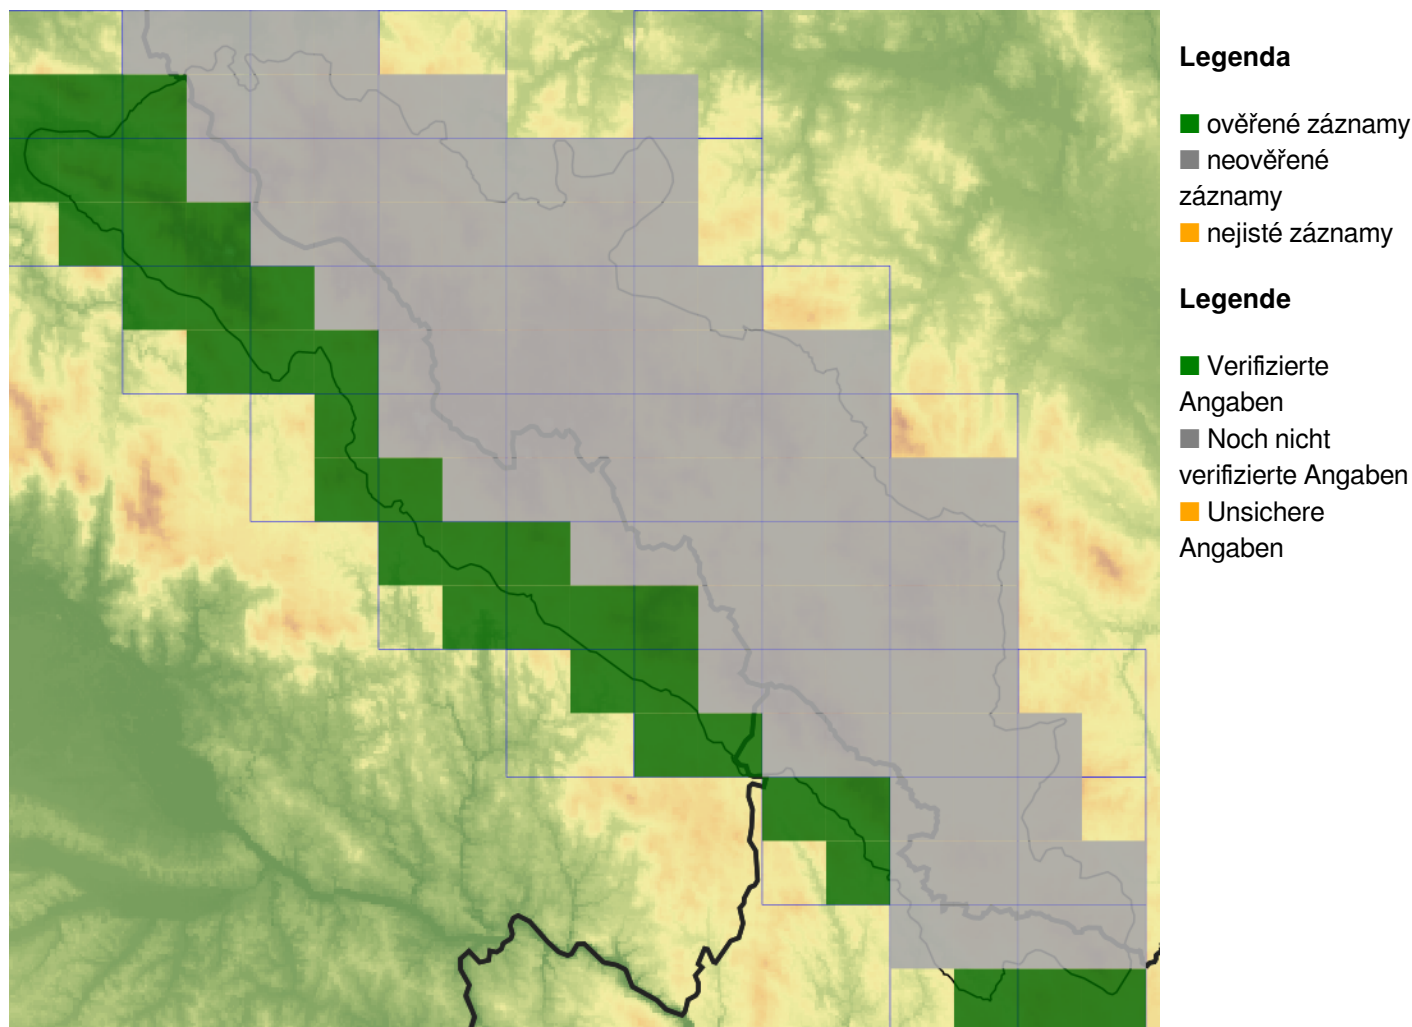 Legenda
ověřené záznamy
neověřené
záznamy
nejisté záznamy
Legende
Verifizierte
Angaben
Noch nicht
verifizierte Angaben
Unsichere
Angaben